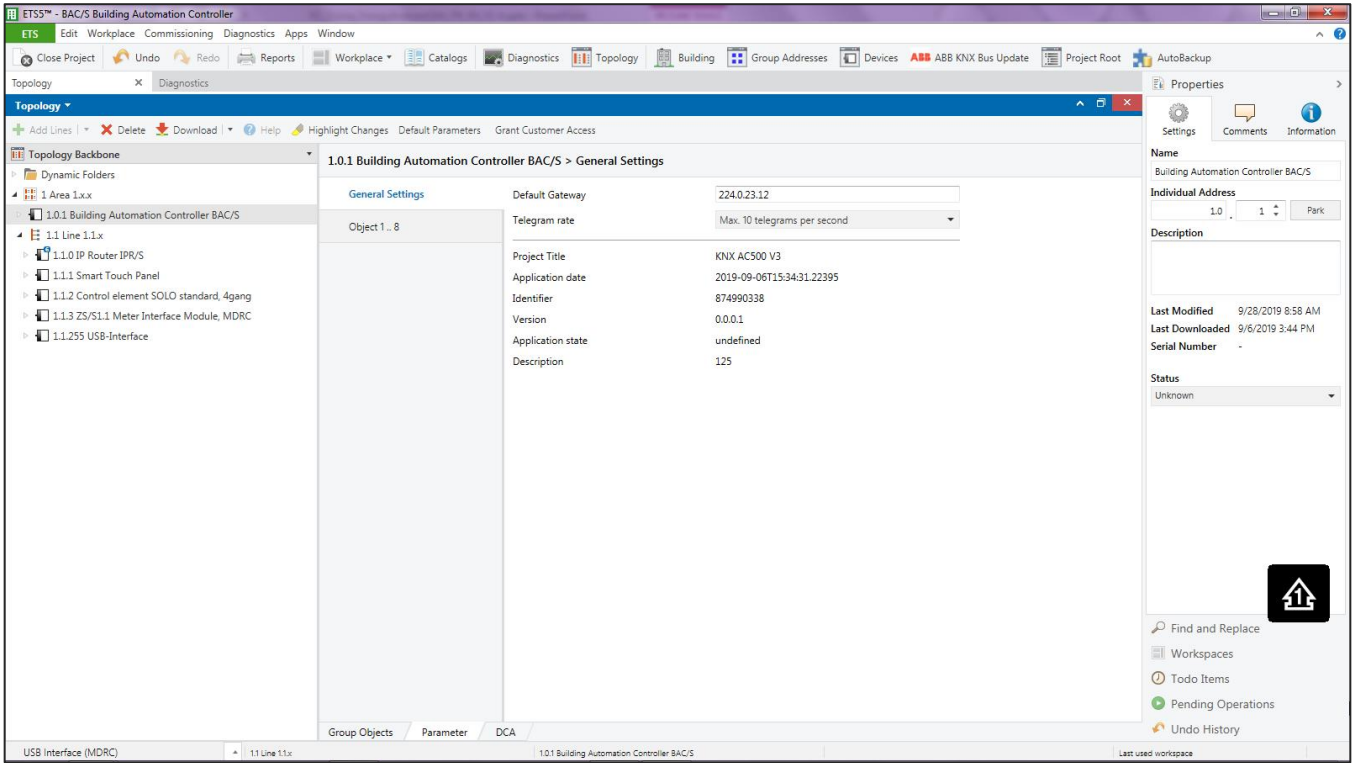 ETS5™ - BAC/S Building Automation Controller
ETS Edit Workplace Commissioning Diagnostics Apps Window
Close Project Undo Redo Reports Workplace Catalogs Diagnostics Topology Building Group Addresses Devices ABB ABB KNX Bus Update Project Root AutoBackup
Topology Diagnostics
Topology
Add Lines Delete Download Help Highlight Changes Default Parameters Grant Customer Access
Topology Backbone
Dynamic Folders
1 Area 1.x.x
1.0.1 Building Automation Controller BAC/S
1.1 Line 1.1.x
1.1.0 IP Router IPR/S
1.1.1 Smart Touch Panel
1.1.2 Control element SOLO standard, 4gang
1.1.3 ZS/S1.1 Meter Interface Module, MDRC
1.1.255 USB-Interface
1.0.1 Building Automation Controller BAC/S > General Settings
General Settings
Object 1 .. 8
Default Gateway 224.0.23.12
Telegram rate Max. 10 telegrams per second
Project Title KNX AC500 V3
Application date 2019-09-06T15:34:31.22395
Identifier 874990338
Version 0.0.0.1
Application state undefined
Description 125
Group Objects Parameter DCA
Properties
Settings Comments Information
Name
Building Automation Controller BAC/S
Individual Address
1.0 . 1 Park
Description
Last Modified 9/28/2019 8:58 AM
Last Downloaded 9/6/2019 3:44 PM
Serial Number -
Status
Unknown
1
Find and Replace
Workspaces
Todo Items
Pending Operations
Undo History
USB Interface (MDRC) 1.1 Line 1.1.x 1.0.1 Building Automation Controller BAC/S Last used workspace